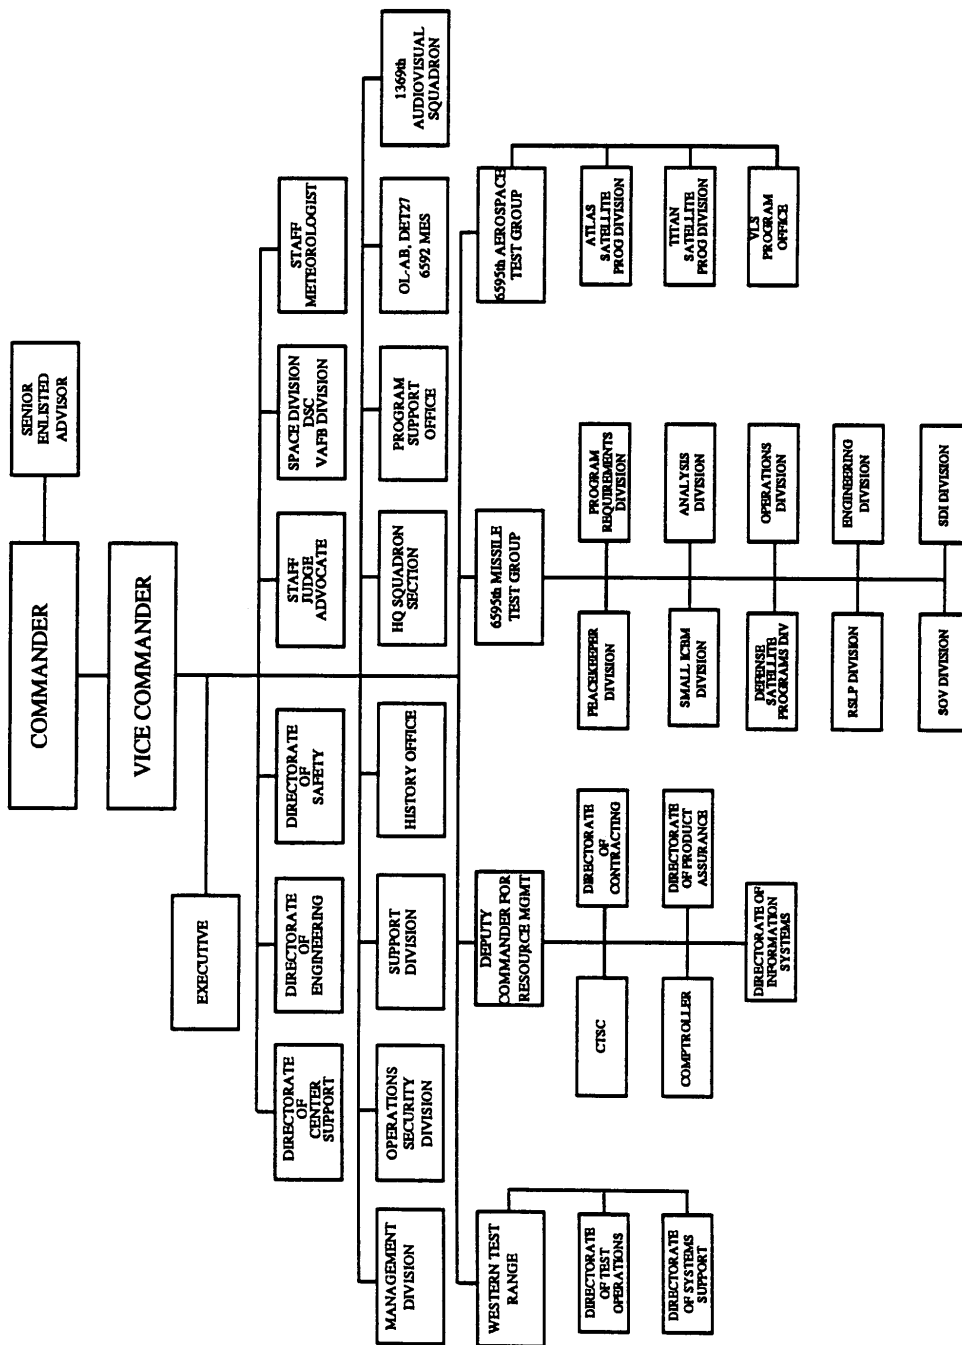 SENIOR
ENLISTED
ADVISOR
COMMANDER
VICE COMMANDER
EXECUTIVE
DIRECTORATE
OF
CENTER
SUPPORT
DIRECTORATE
OF
ENGINEERING
DIRECTORATE
OF
SAFETY
STAFF
JUDGE
ADVOCATE
SPACE DIVISION
DSC
VAFB DIVISION
STAFF
METEOROLOGIST
MANAGEMENT
DIVISION
OPERATIONS
SECURITY
DIVISION
SUPPORT
DIVISION
HISTORY OFFICE
HQ SQUADRON
SECTION
PROGRAM
SUPPORT
OFFICE
OL-AB, DET27
6592 MES
1369th
AUDIOVISUAL
SQUADRON
WESTERN TEST
RANGE
DEPUTY
COMMANDER FOR
RESOURCE MGMT
6595th MISSILE
TEST GROUP
6595th AEROSPACE
TEST GROUP
DIRECTORATE
OF TEST
OPERATIONS
DIRECTORATE
OF SYSTEMS
SUPPORT
CTSC
DIRECTORATE
OF
CONTRACTING
COMPTROLLER
DIRECTORATE
OF PRODUCT
ASSURANCE
DIRECTORATE OF
INFORMATION
SYSTEMS
PEACEKEEPER
DIVISION
PROGRAM
REQUIREMENTS
DIVISION
SMALL ICBM
DIVISION
ANALYSIS
DIVISION
DEFENSE
SATELLITE
PROGRAMS DIV
OPERATIONS
DIVISION
RSLP DIVISION
ENGINEERING
DIVISION
SOV DIVISION
SDI DIVISION
ATLAS
SATELLITE
PROG DIVISION
TITAN
SATELLITE
PROG DIVISION
VLS
PROGRAM
OFFICE